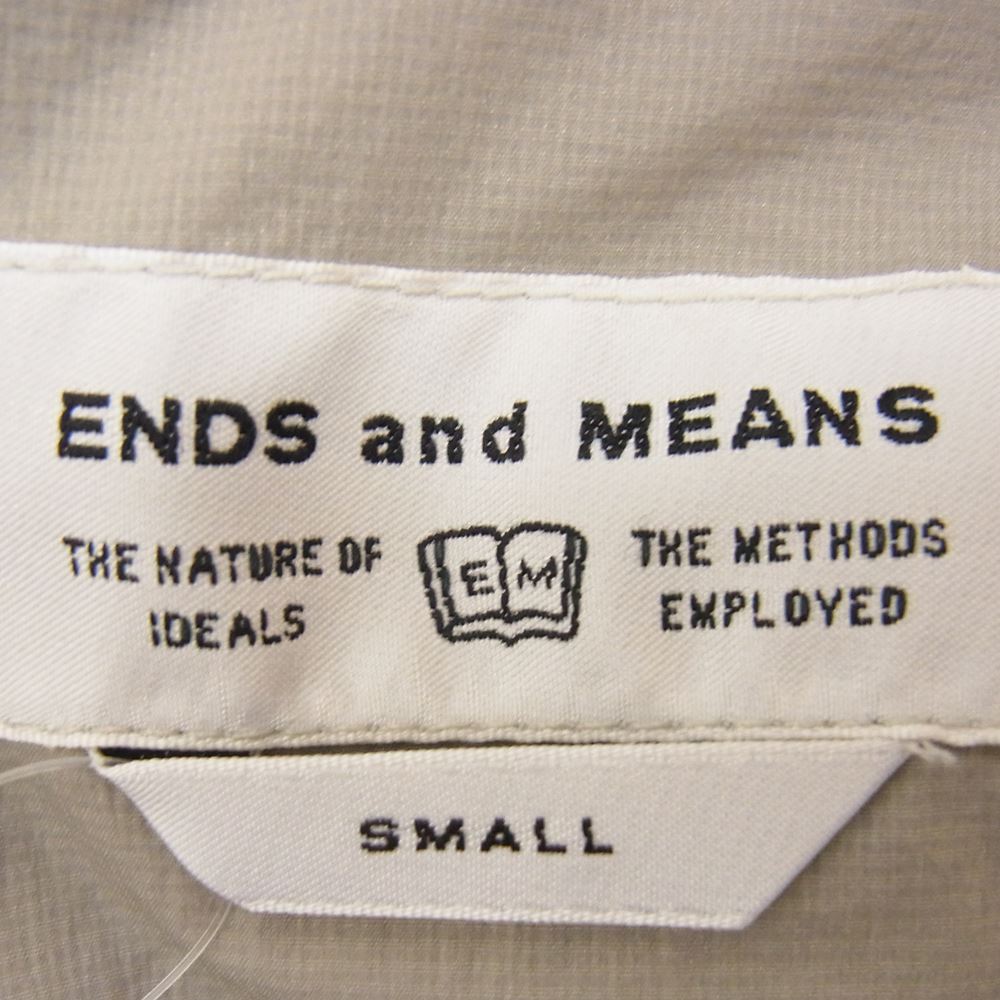 ENDS and MEANS
THE NATURE OF
IDEALS
E M
THE METHODS
EMPLOYED
SMALL